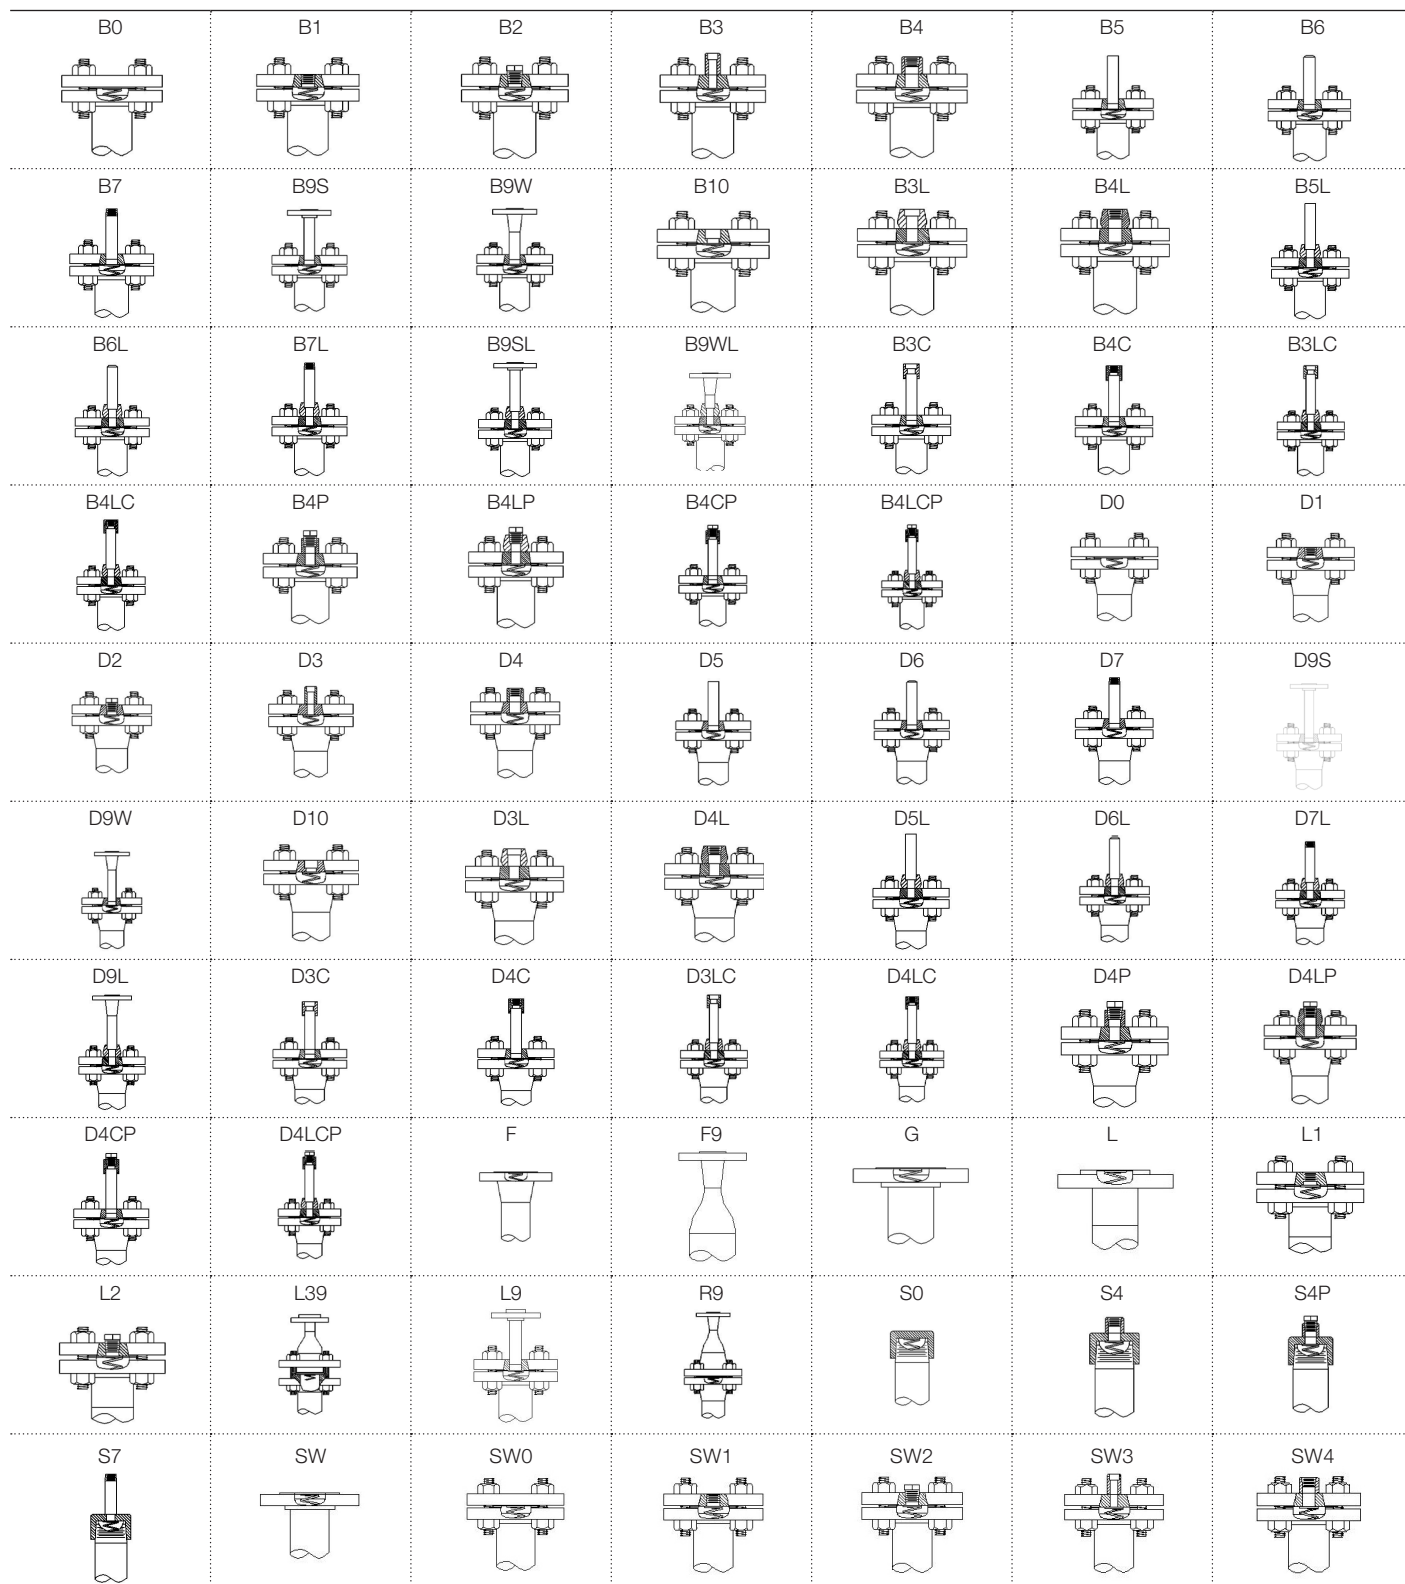 B0 B1 B2 B3 B4 B5 B6
B7 B9S B9W B10 B3L B4L B5L
B6L B7L B9SL B9WL B3C B4C B3LC
B4LC B4P B4LP B4CP B4LCP D0 D1
D2 D3 D4 D5 D6 D7 D9S
D9W D10 D3L D4L D5L D6L D7L
D9L D3C D4C D3LC D4LC D4P D4LP
D4CP D4LCP F F9 G L L1
L2 L39 L9 R9 S0 S4 S4P
S7 SW SW0 SW1 SW2 SW3 SW4